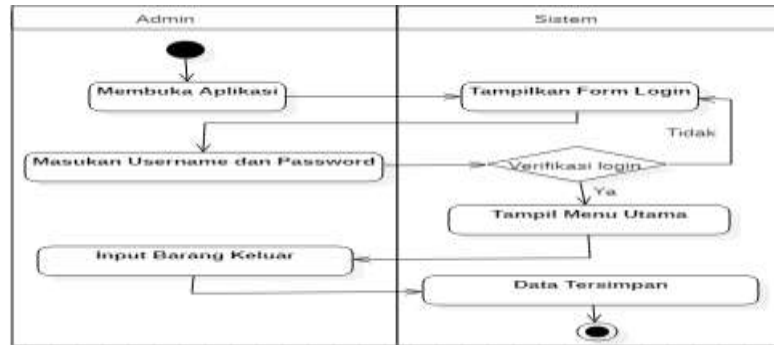 Admin
Sistem
Membuka Aplikasi
Tampilkan Form Login
Tidak
Masukan Username dan Password
Verifikasi login
Ya
Tampil Menu Utama
Input Barang Keluar
Data Tersimpan